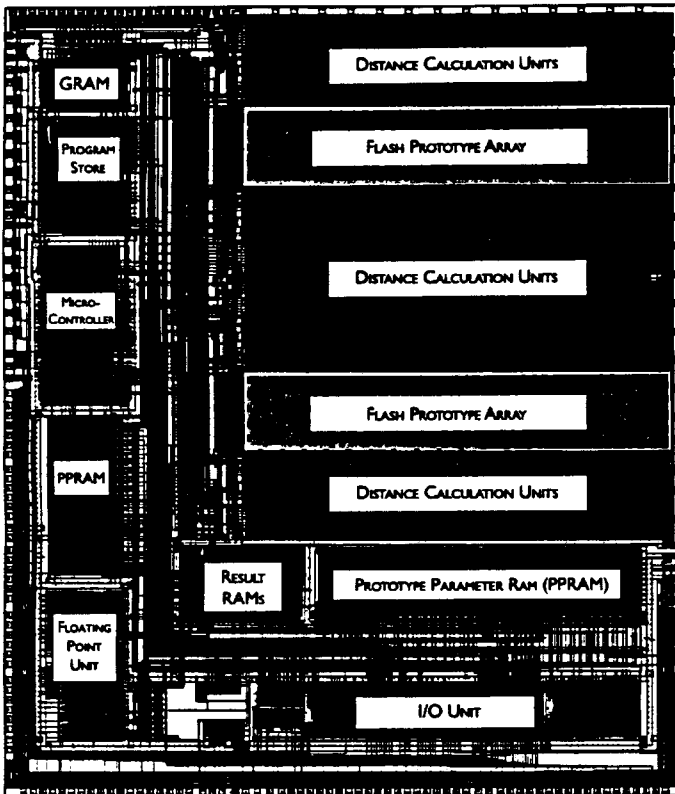 GRAM
PROGRAM
STORE
MICRO-
CONTROLLER
PPRAM
FLOATING
POINT
UNIT
DISTANCE CALCULATION UNITS
FLASH PROTOTYPE ARRAY
DISTANCE CALCULATION UNITS
FLASH PROTOTYPE ARRAY
DISTANCE CALCULATION UNITS
RESULT
RAMS
PROTOTYPE PARAMETER RAM (PPRAM)
I/O UNIT